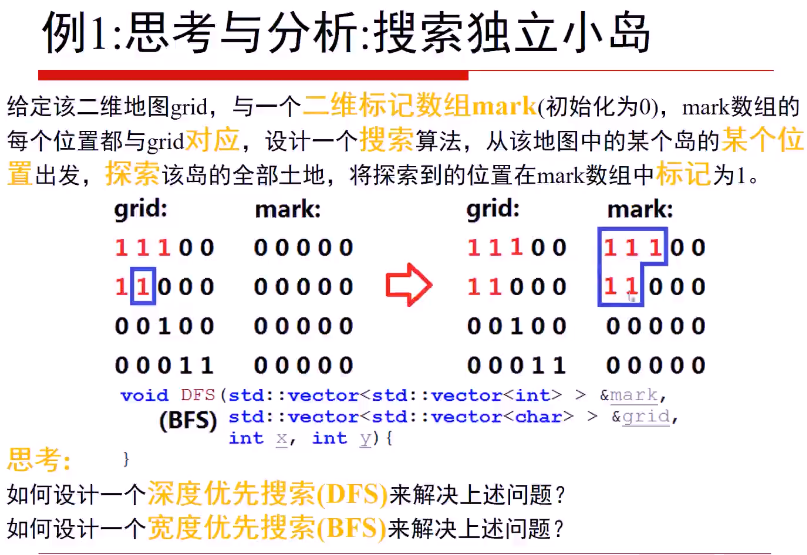 例1:思考与分析:搜索独立小岛
给定该二维地图grid，与一个二维标记数组mark(初始化为0)，mark数组的
每个位置都与grid对应，设计一个搜索算法，从该地图中的某个岛的某个位
置出发，探索该岛的全部土地，将探索到的位置在mark数组中标记为1。
grid: mark: grid: mark:
1 1 1 0 0 0 0 0 0 0 1 1 1 0 0 1 1 1 0 0
1 1 0 0 0 0 0 0 0 0 1 1 0 0 0 1 1 0 0 0
0 0 1 0 0 0 0 0 0 0 0 0 1 0 0 0 0 0 0 0
0 0 0 1 1 0 0 0 0 0 0 0 0 1 1 0 0 0 0 0
void DFS(std::vector<std::vector<int> > &mark,
(BFS) std::vector<std::vector<char> > &grid,
int x, int y){
}
思考:
如何设计一个深度优先搜索(DFS)来解决上述问题?
如何设计一个宽度优先搜索(BFS)来解决上述问题?